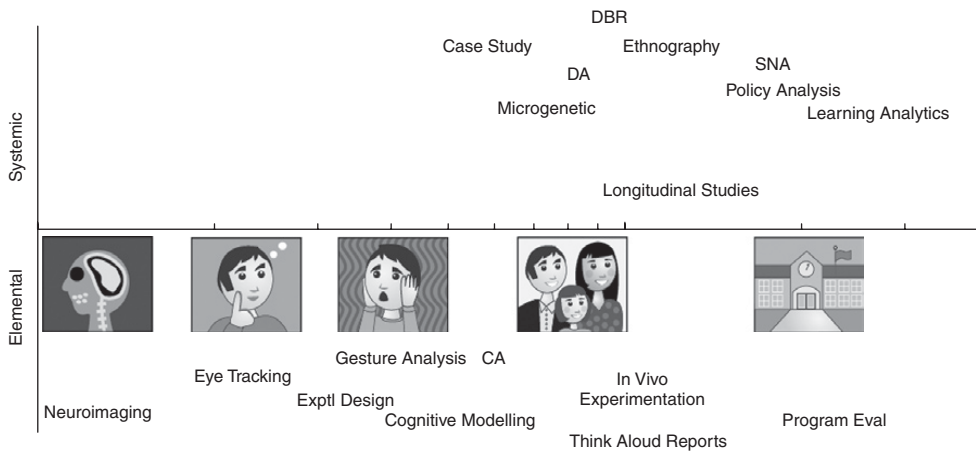 DBR
Case Study
Ethnography
DA
SNA
Policy Analysis
Microgenetic
Learning Analytics
Systemic
Longitudinal Studies
Elemental
Gesture Analysis
CA
Eye Tracking
In Vivo
Experimentation
Exptl Design
Neuroimaging
Cognitive Modelling
Program Eval
Think Aloud Reports